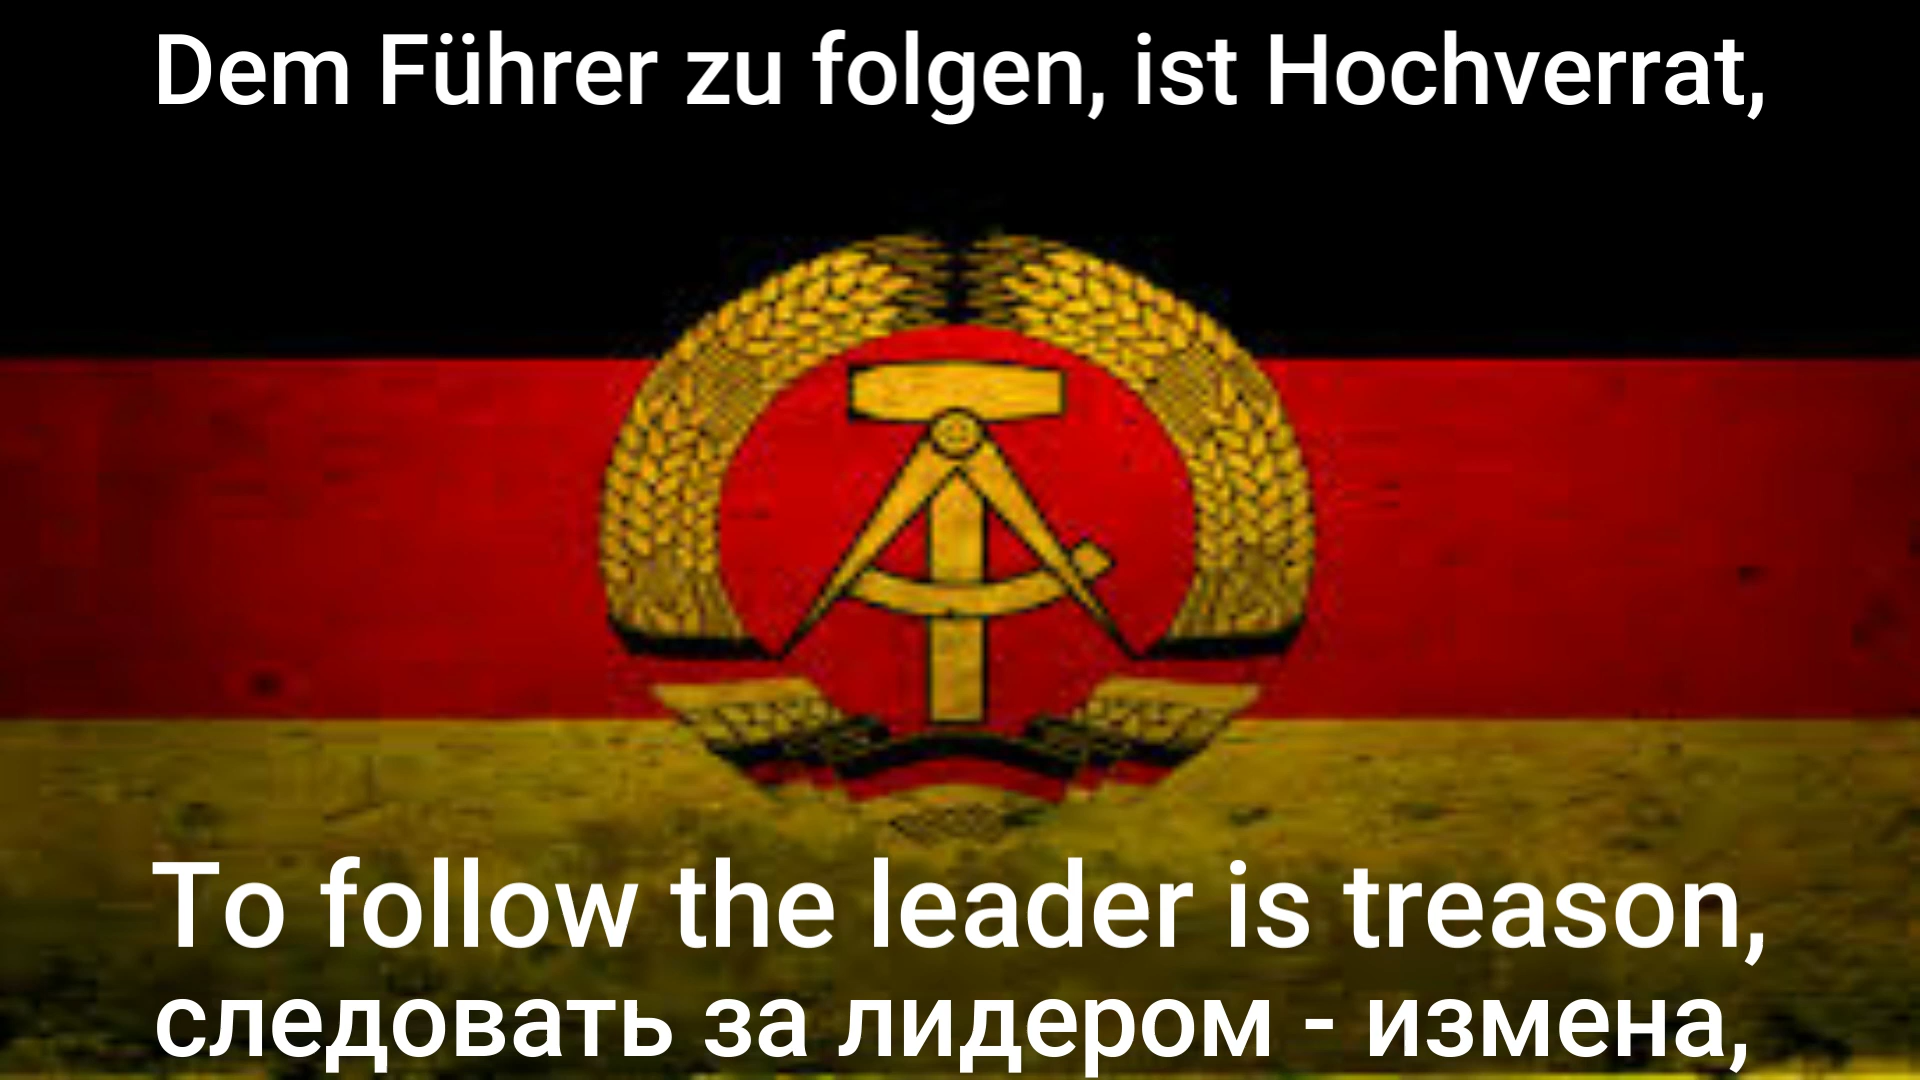 Dem Führer zu folgen, ist Hochverrat,
To follow the leader is treason,
следовать за лидером - измена,